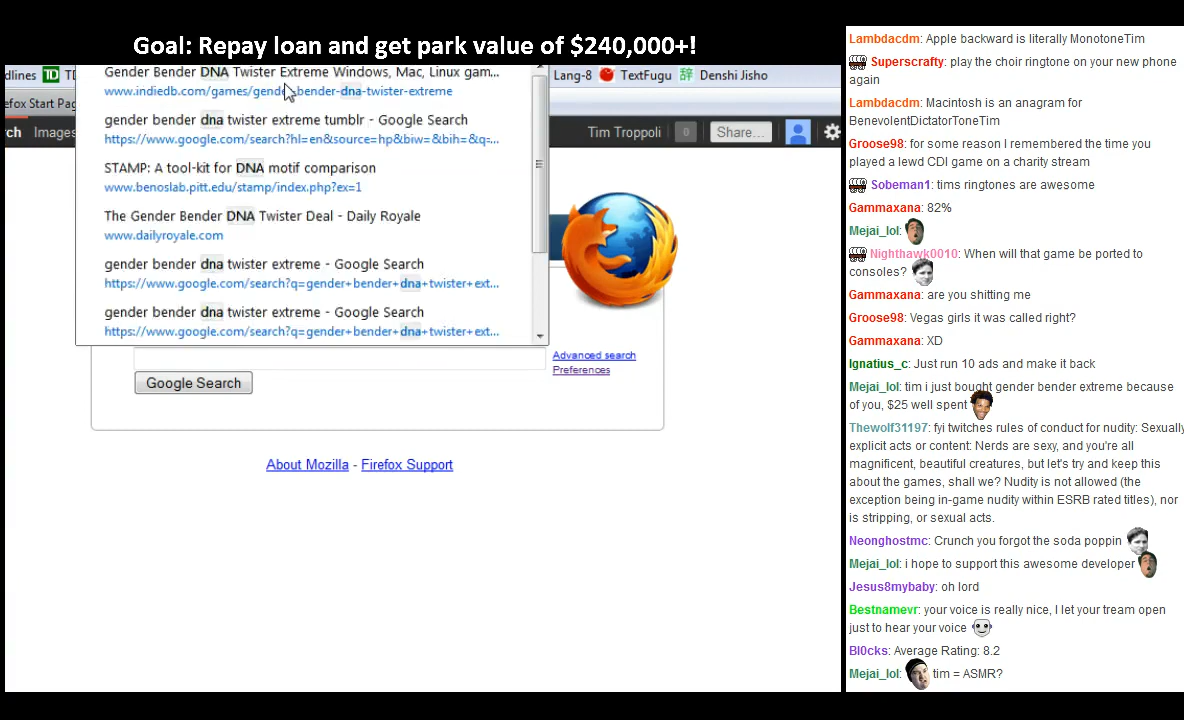 Goal: Repay loan and get park value of $240,000+!
dlines TD TD
Lang-8 TextFugu 辞 Denshi Jisho
efox Start Pag
rch Images
Tim Troppoli 0 Share...
Gender Bender DNA Twister Extreme Windows, Mac, Linux gam...
www.indiedb.com/games/gender-bender-dna-twister-extreme
gender bender dna twister extreme tumblr - Google Search
https://www.google.com/search?hl=en&source=hp&biw=&bih=&q=...
STAMP: A tool-kit for DNA motif comparison
www.benoslab.pitt.edu/stamp/index.php?ex=1
The Gender Bender DNA Twister Deal - Daily Royale
www.dailyroyale.com
gender bender dna twister extreme - Google Search
https://www.google.com/search?q=gender+bender+dna+twister+ext...
gender bender dna twister extreme - Google Search
https://www.google.com/search?q=gender+bender+dna+twister+ext...
Advanced search
Preferences
Google Search
About Mozilla - Firefox Support
Lambdacdm: Apple backward is literally MonotoneTim
Superscrafty: play the choir ringtone on your new phone
again
Lambdacdm: Macintosh is an anagram for
BenevolentDictatorToneTim
Groose98: for some reason I remembered the time you
played a lewd CDI game on a charity stream
Sobeman1: tims ringtones are awesome
Gammaxana: 82%
Mejai_lol:
Nighthawk0010: When will that game be ported to
consoles?
Gammaxana: are you shitting me
Groose98: Vegas girls it was called right?
Gammaxana: XD
Ignatius_c: Just run 10 ads and make it back
Mejai_lol: tim i just bought gender bender extreme because
of you, $25 well spent
Thewolf31197: fyi twitches rules of conduct for nudity: Sexually
explicit acts or content: Nerds are sexy, and you're all
magnificent, beautiful creatures, but let's try and keep this
about the games, shall we? Nudity is not allowed (the
exception being in-game nudity within ESRB rated titles), nor
is stripping, or sexual acts.
Neonghostmc: Crunch you forgot the soda poppin
Mejai_lol: i hope to support this awesome developer
Jesus8mybaby: oh lord
Bestnamevr: your voice is really nice, I let your tream open
just to hear your voice
Bl0cks: Average Rating: 8.2
Mejai_lol: tim = ASMR?